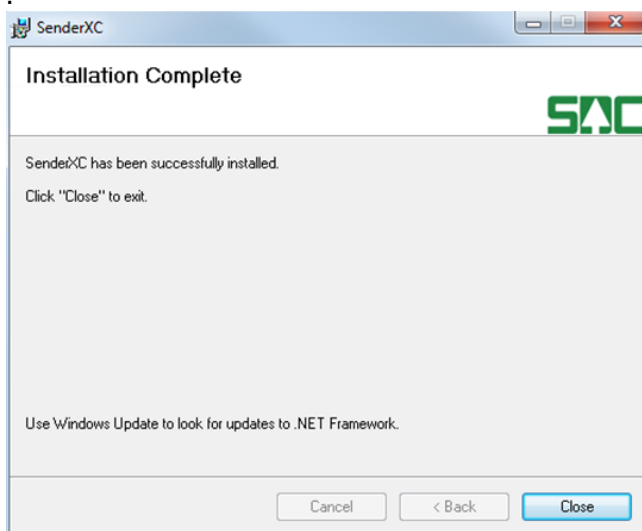 .
SenderXC
Installation Complete
SDC
SenderXC has been successfully installed.
Click "Close" to exit.
Use Windows Update to look for updates to .NET Framework.
Cancel
< Back
Close